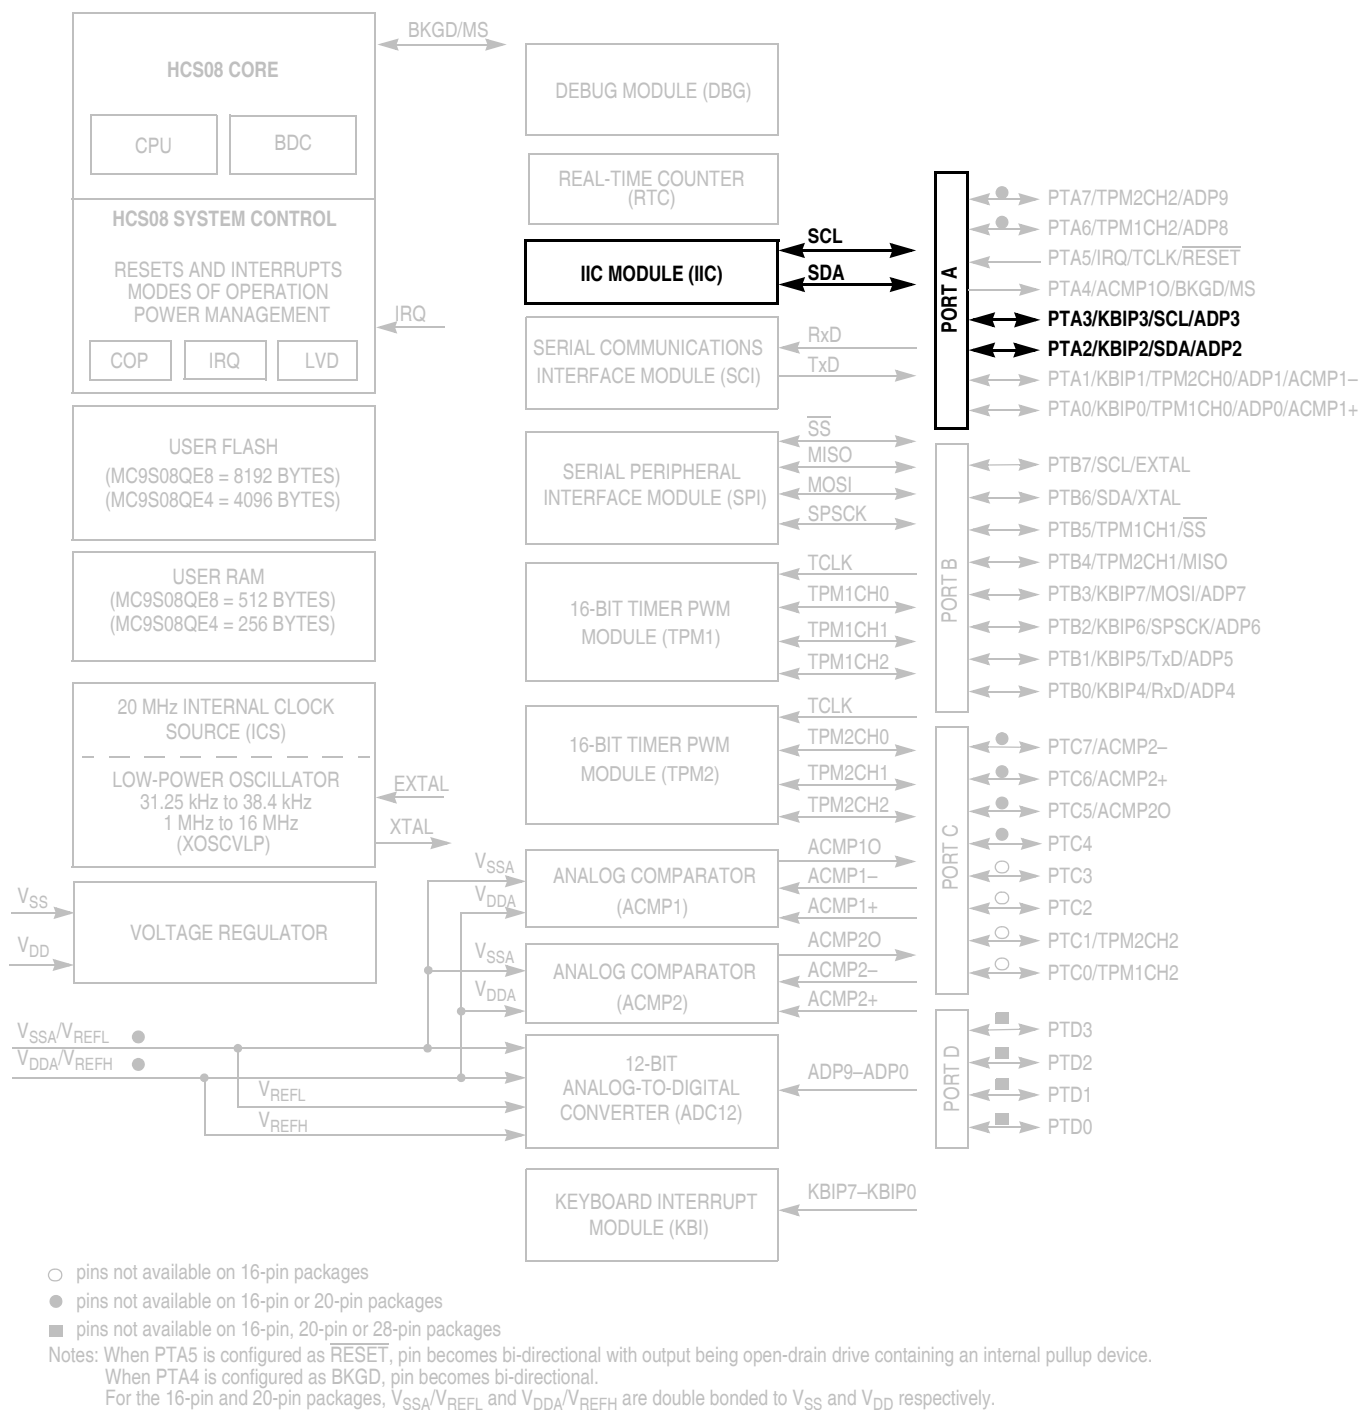 HCS08 CORE
CPU
BDC
BKGD/MS
HCS08 SYSTEM CONTROL
RESETS AND INTERRUPTS
MODES OF OPERATION
POWER MANAGEMENT
COP
IRQ
LVD
IRQ
USER FLASH
(MC9S08QE8 = 8192 BYTES)
(MC9S08QE4 = 4096 BYTES)
USER RAM
(MC9S08QE8 = 512 BYTES)
(MC9S08QE4 = 256 BYTES)
20 MHz INTERNAL CLOCK
SOURCE (ICS)
LOW-POWER OSCILLATOR
31.25 kHz to 38.4 kHz
1 MHz to 16 MHz
(XOSCVLP)
EXTAL
XTAL
VSS
VDD
VOLTAGE REGULATOR
VSSA/VREFL
VDDA/VREFH
VSSA
VDDA
VSSA
VDDA
VREFL
VREFH
DEBUG MODULE (DBG)
REAL-TIME COUNTER
(RTC)
IIC MODULE (IIC)
SCL
SDA
SERIAL COMMUNICATIONS
INTERFACE MODULE (SCI)
RxD
TxD
SERIAL PERIPHERAL
INTERFACE MODULE (SPI)
SS
MISO
MOSI
SPSCK
16-BIT TIMER PWM
MODULE (TPM1)
TCLK
TPM1CH0
TPM1CH1
TPM1CH2
16-BIT TIMER PWM
MODULE (TPM2)
TCLK
TPM2CH0
TPM2CH1
TPM2CH2
ANALOG COMPARATOR
(ACMP1)
ACMP1O
ACMP1–
ACMP1+
ANALOG COMPARATOR
(ACMP2)
ACMP2O
ACMP2–
ACMP2+
12-BIT
ANALOG-TO-DIGITAL
CONVERTER (ADC12)
ADP9–ADP0
KEYBOARD INTERRUPT
MODULE (KBI)
KBIP7–KBIP0
PORT A
PTA7/TPM2CH2/ADP9
PTA6/TPM1CH2/ADP8
PTA5/IRQ/TCLK/RESET
PTA4/ACMP1O/BKGD/MS
PTA3/KBIP3/SCL/ADP3
PTA2/KBIP2/SDA/ADP2
PTA1/KBIP1/TPM2CH0/ADP1/ACMP1–
PTA0/KBIP0/TPM1CH0/ADP0/ACMP1+
PORT B
PTB7/SCL/EXTAL
PTB6/SDA/XTAL
PTB5/TPM1CH1/SS
PTB4/TPM2CH1/MISO
PTB3/KBIP7/MOSI/ADP7
PTB2/KBIP6/SPSCK/ADP6
PTB1/KBIP5/TxD/ADP5
PTB0/KBIP4/RxD/ADP4
PORT C
PTC7/ACMP2–
PTC6/ACMP2+
PTC5/ACMP2O
PTC4
PTC3
PTC2
PTC1/TPM2CH2
PTC0/TPM1CH2
PORT D
PTD3
PTD2
PTD1
PTD0
pins not available on 16-pin packages
pins not available on 16-pin or 20-pin packages
pins not available on 16-pin, 20-pin or 28-pin packages
Notes: When PTA5 is configured as RESET, pin becomes bi-directional with output being open-drain drive containing an internal pullup device.
When PTA4 is configured as BKGD, pin becomes bi-directional.
For the 16-pin and 20-pin packages, VSSA/VREFL and VDDA/VREFH are double bonded to VSS and VDD respectively.